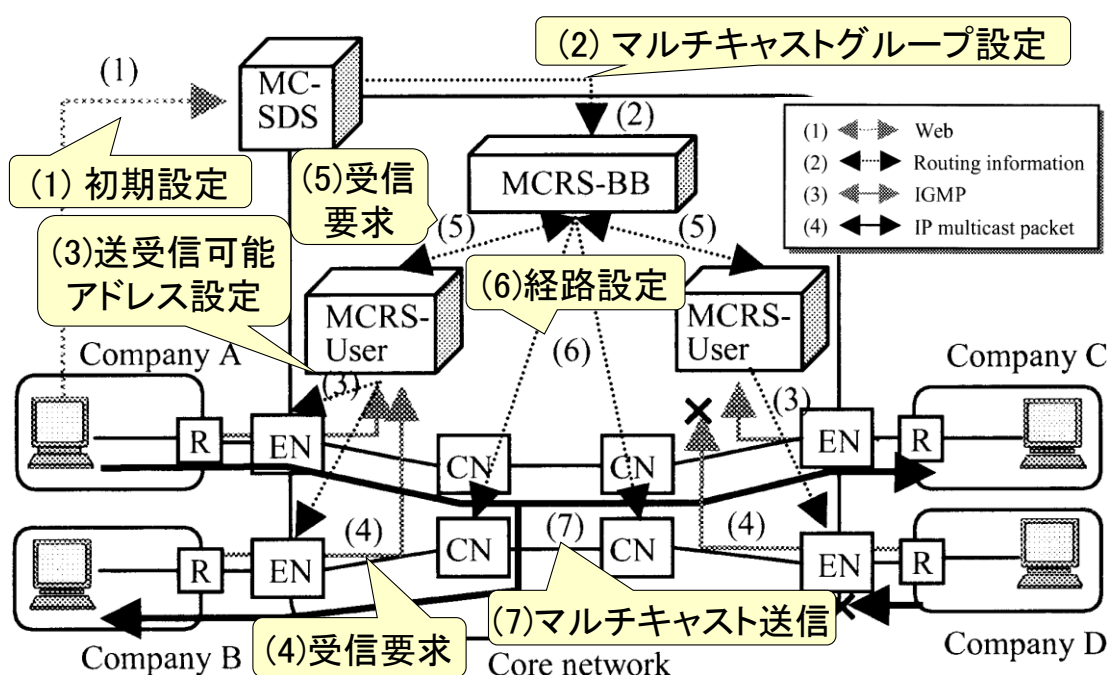 (2) マルチキャストグループ設定
(1)
MC-
SDS
(2)
(1) Web
(2) Routing information
(3) IGMP
(4) IP multicast packet
(1) 初期設定
(5)受信
要求
MCRS-BB
(5)
(5)
(3)送受信可能
アドレス設定
(6)経路設定
MCRS-
User
MCRS-
User
(6)
Company A
Company C
(3)
(3)
R
EN
CN
CN
EN
R
(4)
(7)
(4)
R
EN
CN
CN
EN
R
(7)マルチキャスト送信
(4)受信要求
Company B
Core network
Company D